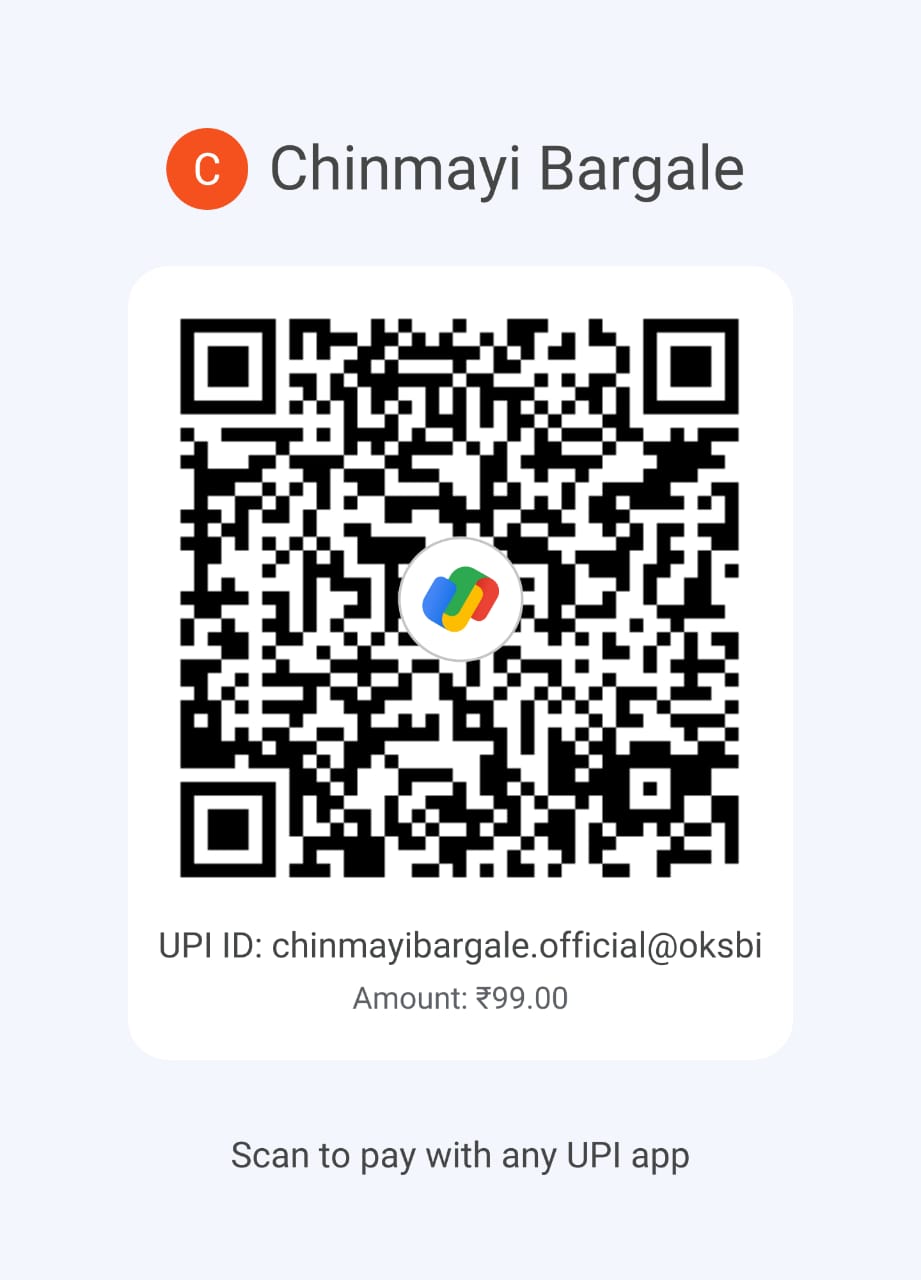 C Chinmayi Bargale
UPI ID: chinmayibargale.official@oksbi
Amount: ₹99.00
Scan to pay with any UPI app